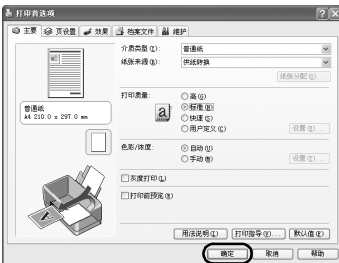 打印首选项
主要 页设置 效果 档案文件 维护
介质类型(T): 普通纸
纸张来源(R): 供纸转换
纸张分配(Q)...
打印质量: 高(G)
标准(H)
快速(S)
用户定义(C) 设置(Z)...
普通纸
A4 210.0 x 297.0 mm
色彩/浓度: 自动(U)
手动(M) 设置(Z)...
灰度打印(L)
打印前预览(W)
用法说明(I) 打印指导(V)... 默认值(F)
确定 取消 帮助